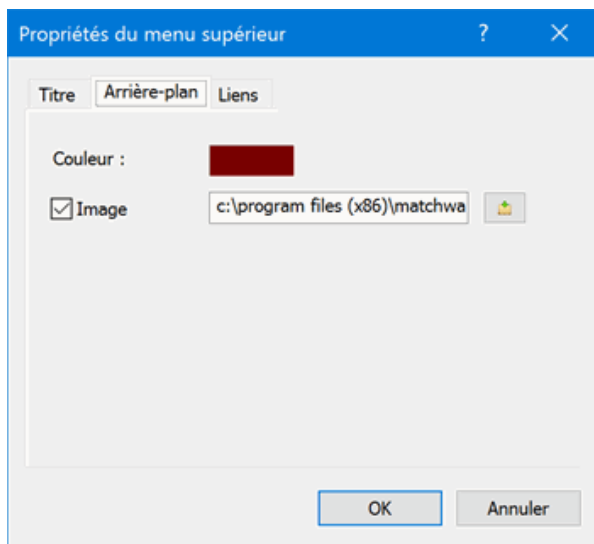 Propriétés du menu supérieur ? ×
Titre Arrière-plan Liens
Couleur :
Image c:\program files (x86)\matchwa
OK Annuler